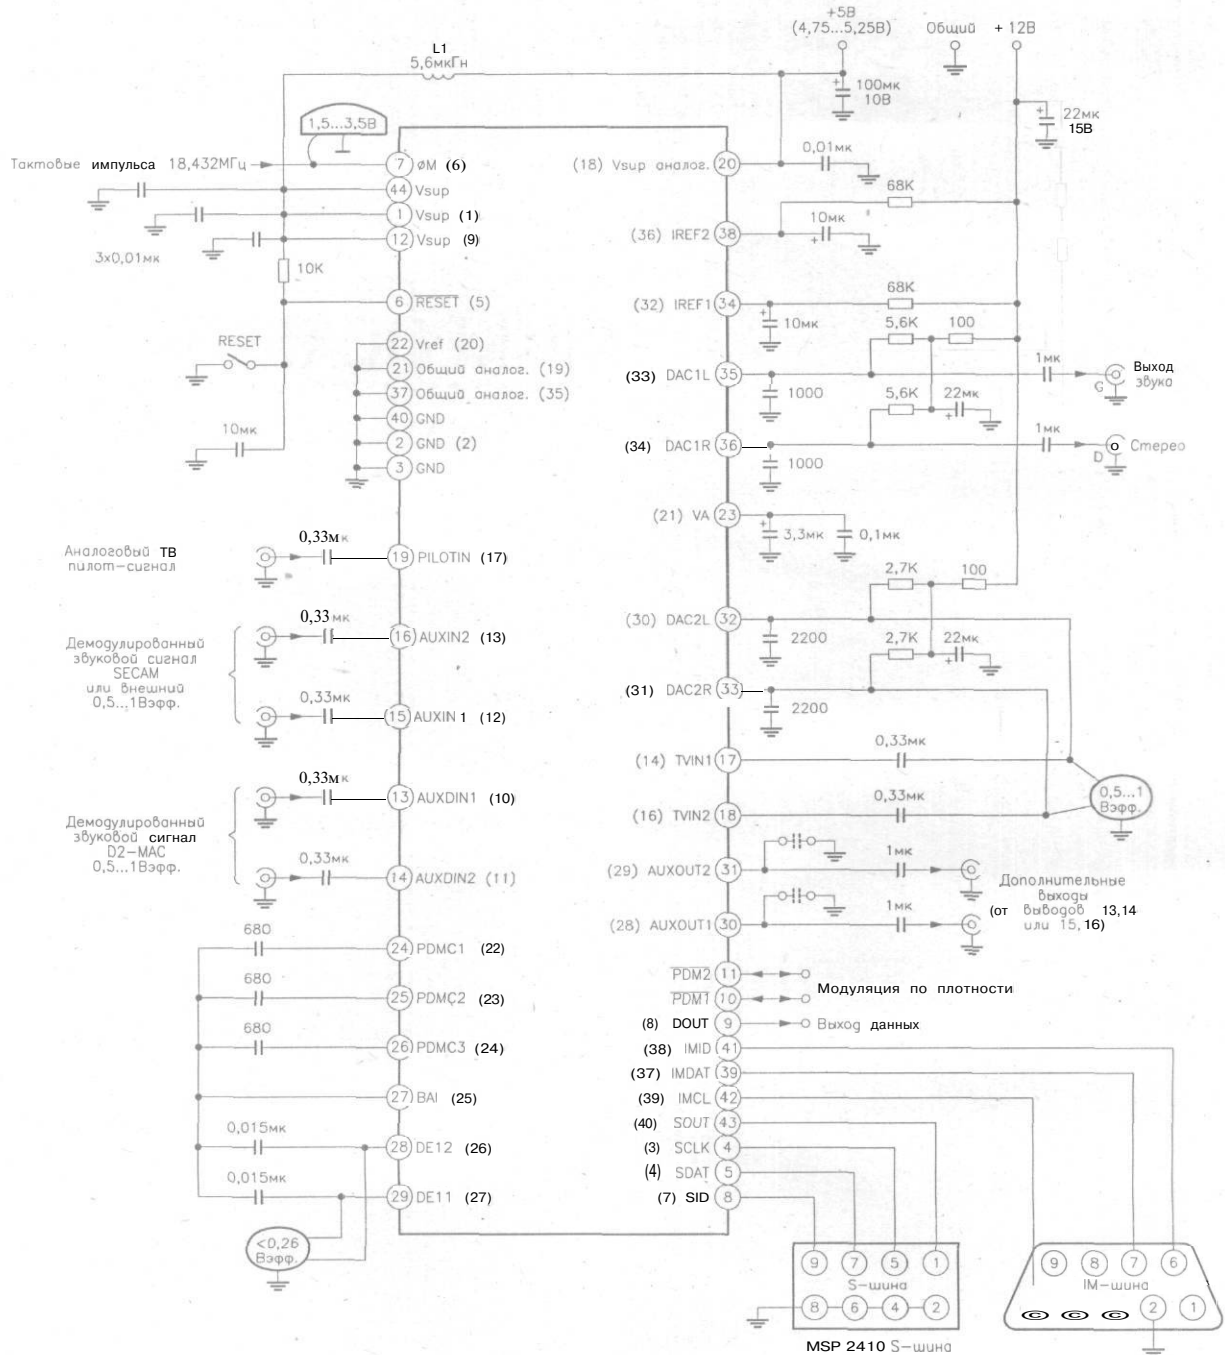 +5В
(4,75...5,25В)
Общий
+ 12В
L1
5,6мкГн
100мк
10В
22мк
15В
1,5...3,5В
Тактовые импульса 18,432МГц
7 øM (6)
44 Vsup
1 Vsup (1)
12 Vsup (9)
3x0,01мк
10К
6 RESET (5)
RESET
22 Vref (20)
21 Общий аналог. (19)
37 Общий аналог. (35)
40 GND
10мк
2 GND (2)
3 GND
Аналоговый ТВ
пилот-сигнал
0,33мк
19 PILOTIN (17)
Демодулированный
звуковой сигнал
SECAM
или внешний
0,5...1Вэфф.
0,33 мк
16 AUXIN2 (13)
0,33мк
15 AUXIN 1 (12)
Демодулированный
звуковой сигнал
D2-MAC
0,5...1Вэфф.
0,33мк
13 AUXDIN1 (10)
0,33мк
14 AUXDIN2 (11)
680
24 PDMC1 (22)
680
25 PDMC2 (23)
680
26 PDMC3 (24)
27 BAI (25)
0,015мк
28 DE12 (26)
0,015мк
29 DE11 (27)
<0,26
Вэфф.
(18) Vsup аналог. 20
0,01мк
68К
(36) IREF2 38
10мк
68К
(32) IREF1 34
10мк
5,6К
100
(33) DAC1L 35
1000
1мк
G
Выход
звука
5,6К
22мк
(34) DAC1R 36
1000
1мк
D
Стерео
(21) VA 23
3,3мк
0,1мк
2,7К
100
(30) DAC2L 32
2200
2,7К
22мк
(31) DAC2R 33
2200
(14) TVIN1 17
0,33мк
0,5...1
Вэфф.
(16) TVIN2 18
0,33мк
(29) AUXOUT2 31
1мк
Дополнительные
выходы
(от выводов 13,14
или 15, 16)
(28) AUXOUT1 30
1мк
PDM2 11
PDM1 10
Модуляция по плотности
(8) DOUT 9
Выход данных
(38) IMID 41
(37) IMDAT 39
(39) IMCL 42
(40) SOUT 43
(3) SCLK 4
(4) SDAT 5
(7) SID 8
9 7 5 1
S-шина
8 6 4 2
MSP 2410 S-шина
9 8 7 6
IM-шина
© © © 2 1